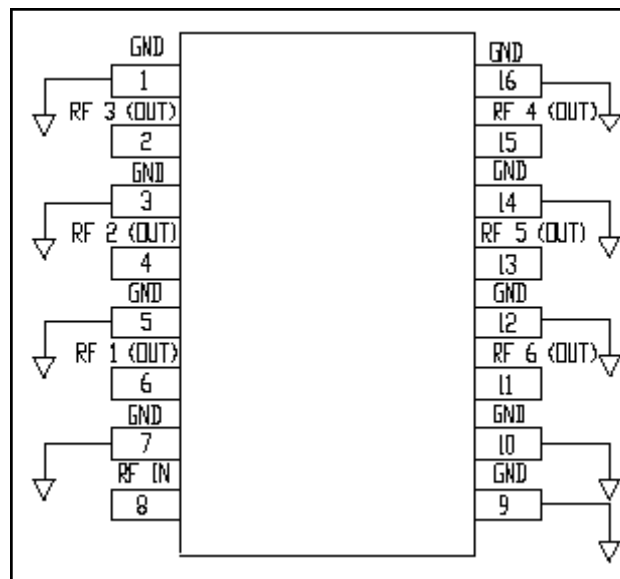 GND
1
RF 3 (OUT)
2
GND
3
RF 2 (OUT)
4
GND
5
RF 1 (OUT)
6
GND
7
RF IN
8
GND
16
RF 4 (OUT)
15
GND
14
RF 5 (OUT)
13
GND
12
RF 6 (OUT)
11
GND
10
GND
9